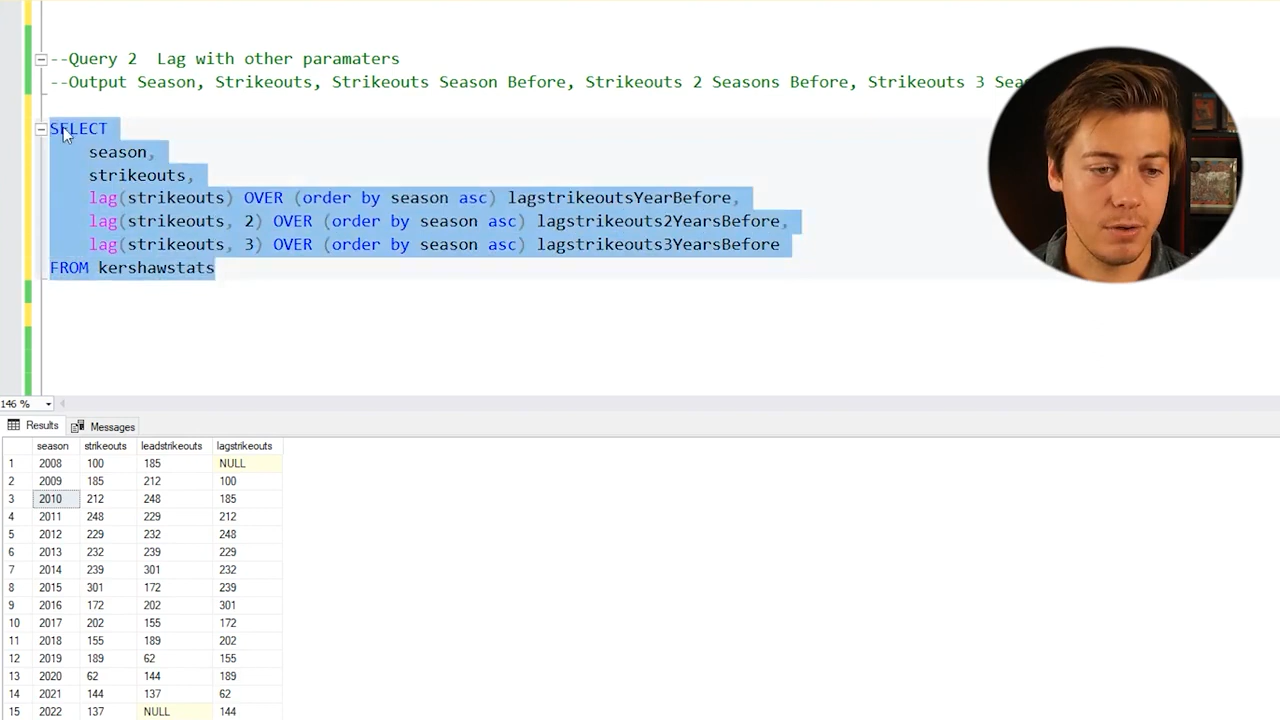 --Query 2  Lag with other paramaters
--Output Season, Strikeouts, Strikeouts Season Before, Strikeouts 2 Seasons Before, Strikeouts 3
SELECT
season,
strikeouts,
lag(strikeouts) OVER (order by season asc) lagstrikeoutsYearBefore,
lag(strikeouts, 2) OVER (order by season asc) lagstrikeouts2YearsBefore,
lag(strikeouts, 3) OVER (order by season asc) lagstrikeouts3YearsBefore
FROM kershawstats
146 %
Results Messages
season strikeouts leadstrikeouts lagstrikeouts
1 2008 100 185 NULL
2 2009 185 212 100
3 2010 212 248 185
4 2011 248 229 212
5 2012 229 232 248
6 2013 232 239 229
7 2014 239 301 232
8 2015 301 172 239
9 2016 172 202 301
10 2017 202 155 172
11 2018 155 189 202
12 2019 189 62 155
13 2020 62 144 189
14 2021 144 137 62
15 2022 137 NULL 144